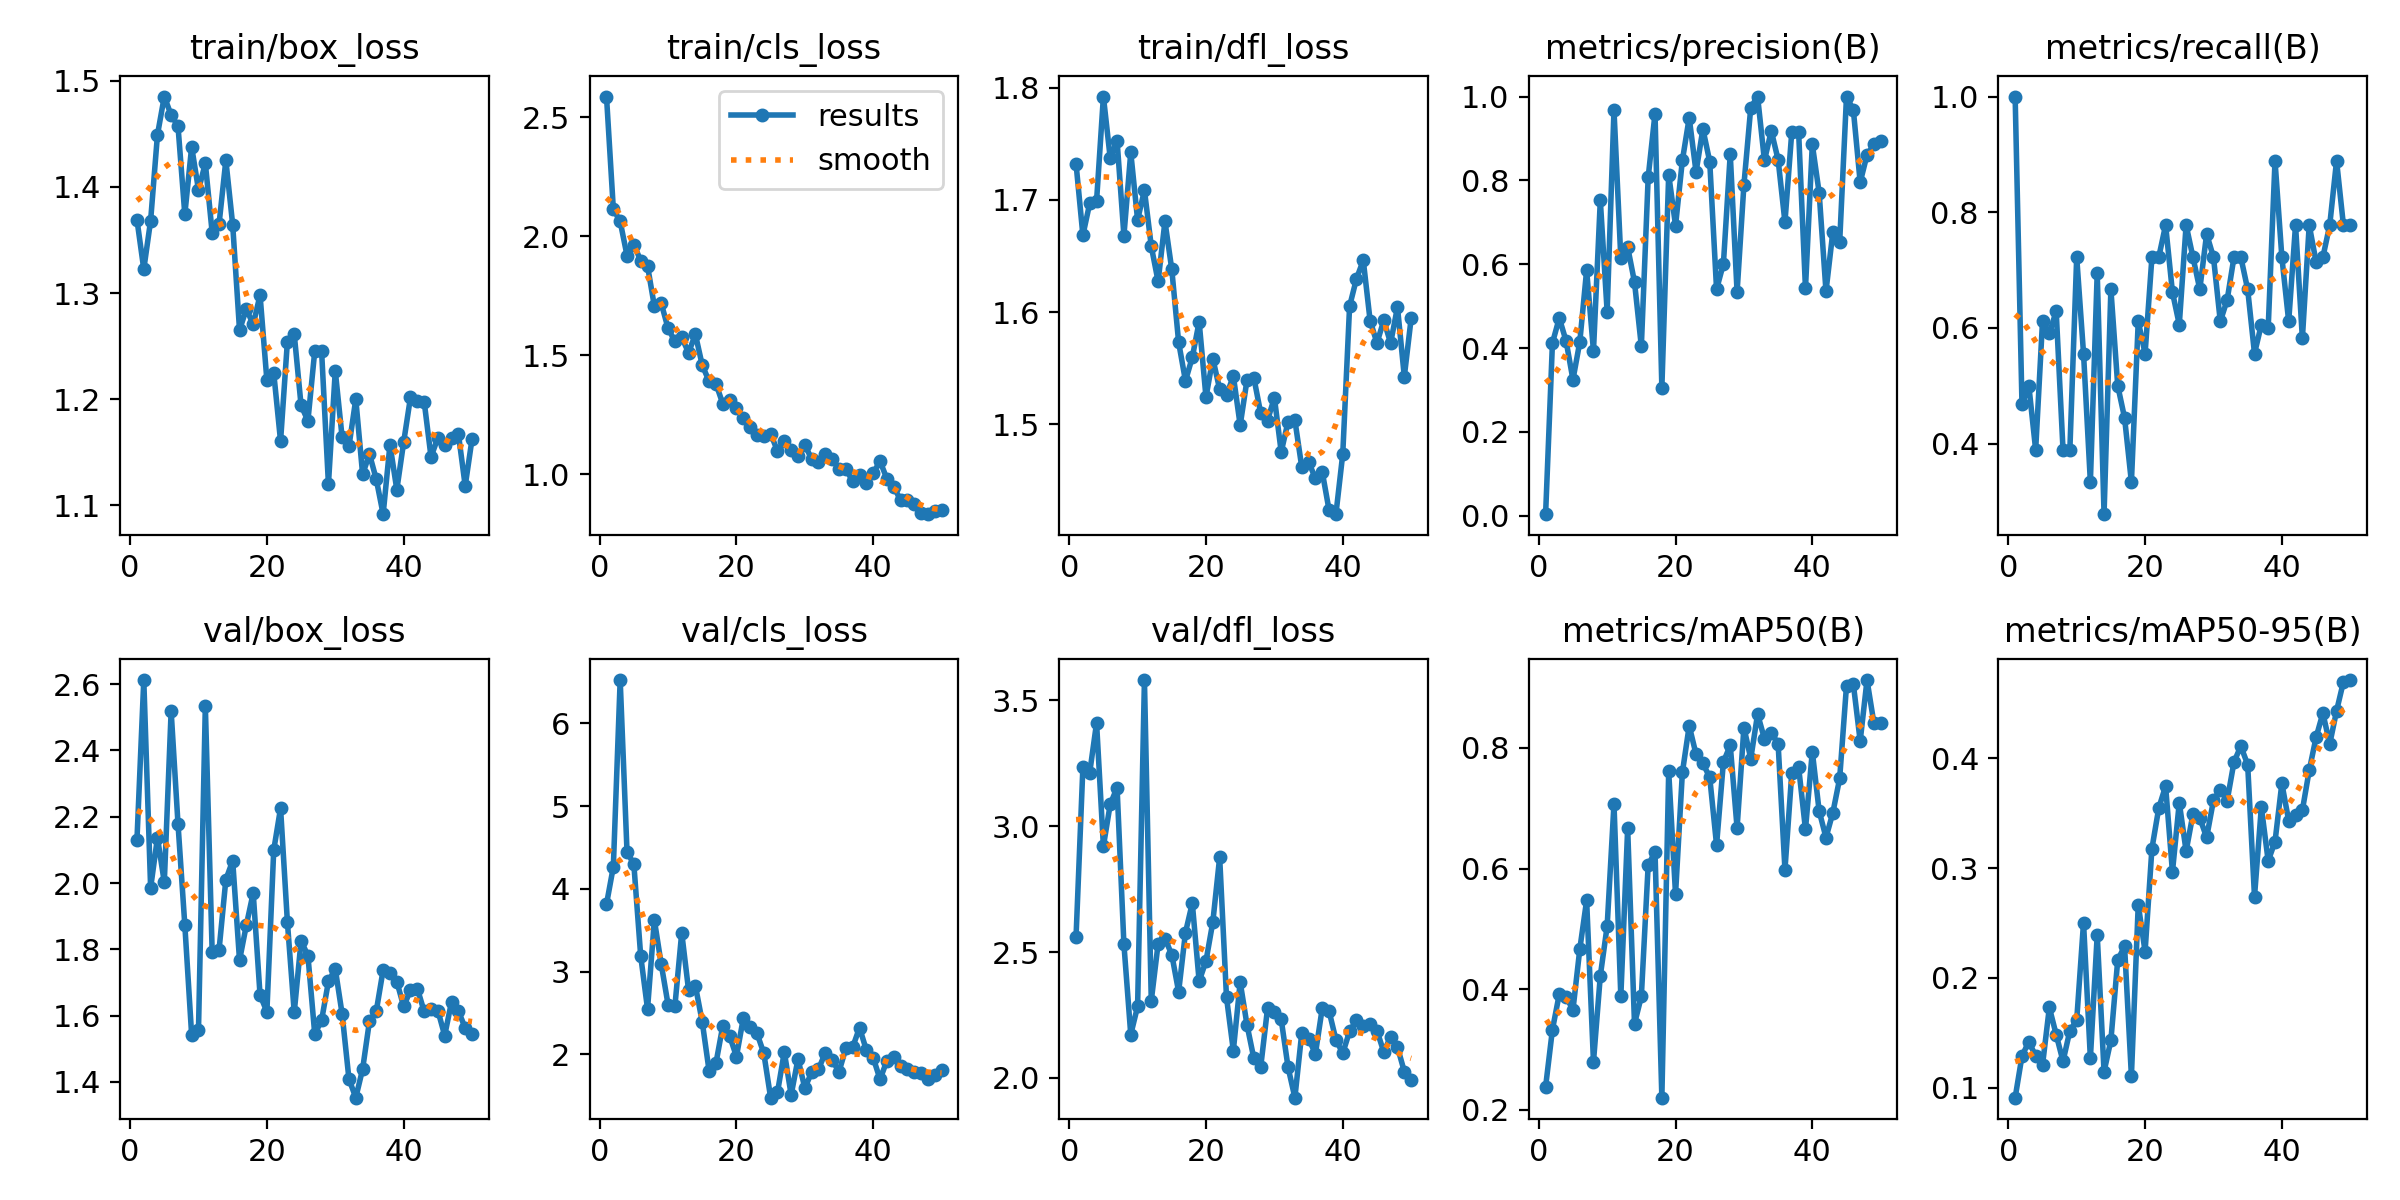 train/box_loss
1.5
1.4
1.3
1.2
1.1
0 20 40
train/cls_loss
results
smooth
2.5
2.0
1.5
1.0
0 20 40
train/dfl_loss
1.8
1.7
1.6
1.5
0 20 40
metrics/precision(B)
1.0
0.8
0.6
0.4
0.2
0.0
0 20 40
metrics/recall(B)
1.0
0.8
0.6
0.4
0 20 40
val/box_loss
2.6
2.4
2.2
2.0
1.8
1.6
1.4
0 20 40
val/cls_loss
6
5
4
3
2
0 20 40
val/dfl_loss
3.5
3.0
2.5
2.0
0 20 40
metrics/mAP50(B)
0.8
0.6
0.4
0.2
0 20 40
metrics/mAP50-95(B)
0.4
0.3
0.2
0.1
0 20 40